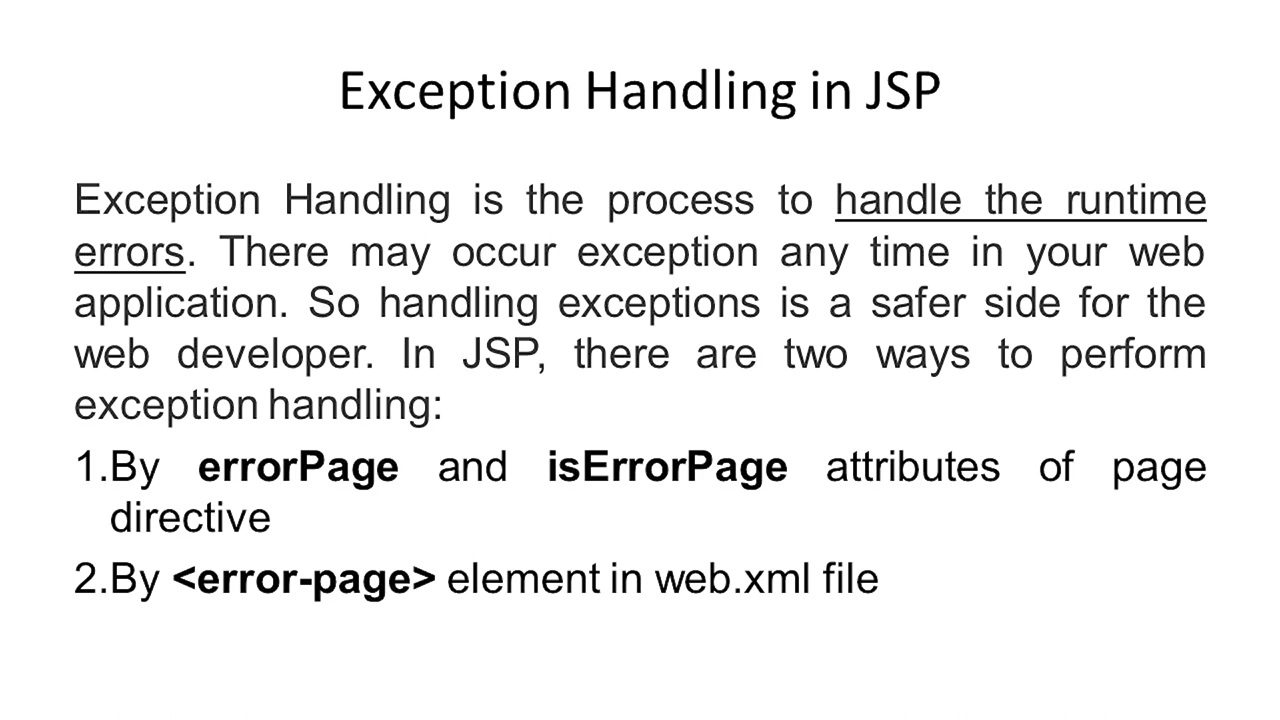 Exception Handling in JSP
Exception Handling is the process to handle the runtime
errors. There may occur exception any time in your web
application. So handling exceptions is a safer side for the
web developer. In JSP, there are two ways to perform
exception handling:
1.By errorPage and isErrorPage attributes of page
directive
2.By <error-page> element in web.xml file